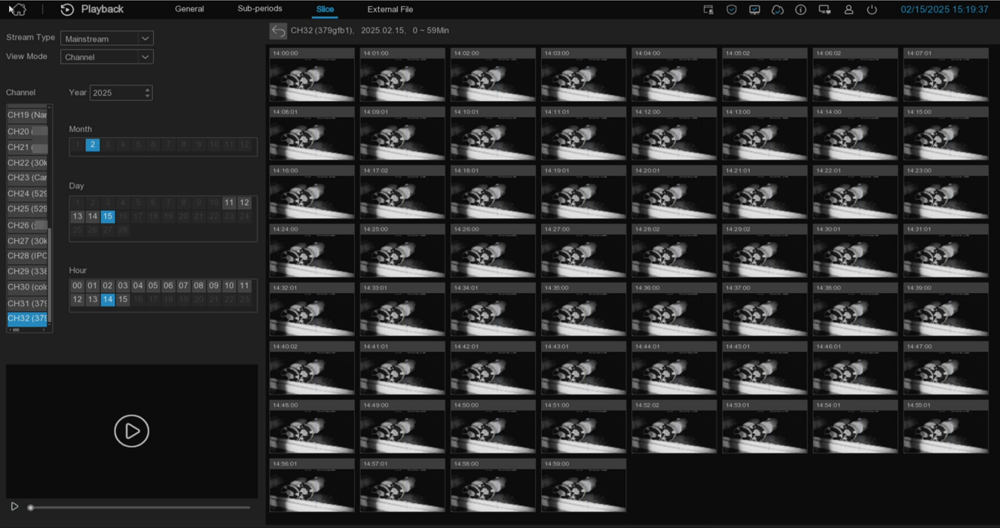 Playback General Sub-periods Slice External File 02/15/2025 15:19:37
Stream Type Mainstream
View Mode Channel
CH32 (379gfb1), 2025.02.15, 0 ~ 59Min
Channel
Year 2025
CH19 (Nar
CH20
CH21 (
CH22 (30k
CH23 (Car
CH24 (529
CH25 (529
CH26
CH27 (30k
CH28 (IPC
CH29 (338
CH30 (colo
CH31 (379
CH32 (379
Month
1 2 3 4 5 6 7 8 9 10 11 12
Day
1 2 3 4 5 6 7 8 9 10 11 12
13 14 15 16 17 18 19 20 21 22 23 24
25 26 27 28
Hour
00 01 02 03 04 05 06 07 08 09 10 11
12 13 14 15 16 17 18 19 20 21 22 23
14:00:00 14:01:00 14:02:00 14:03:00 14:04:00 14:05:02 14:06:02 14:07:01
14:08:01 14:09:01 14:10:01 14:11:01 14:12:00 14:13:00 14:14:00 14:15:00
14:16:00 14:17:02 14:18:01 14:19:01 14:20:01 14:21:01 14:22:01 14:23:00
14:24:00 14:25:00 14:26:00 14:27:00 14:28:02 14:29:02 14:30:01 14:31:01
14:32:01 14:33:01 14:34:01 14:35:00 14:36:00 14:37:00 14:38:00 14:39:00
14:40:02 14:41:01 14:42:01 14:43:01 14:44:01 14:45:01 14:46:01 14:47:00
14:48:00 14:49:00 14:50:00 14:51:00 14:52:02 14:53:01 14:54:01 14:55:01
14:56:01 14:57:01 14:58:00 14:59:00